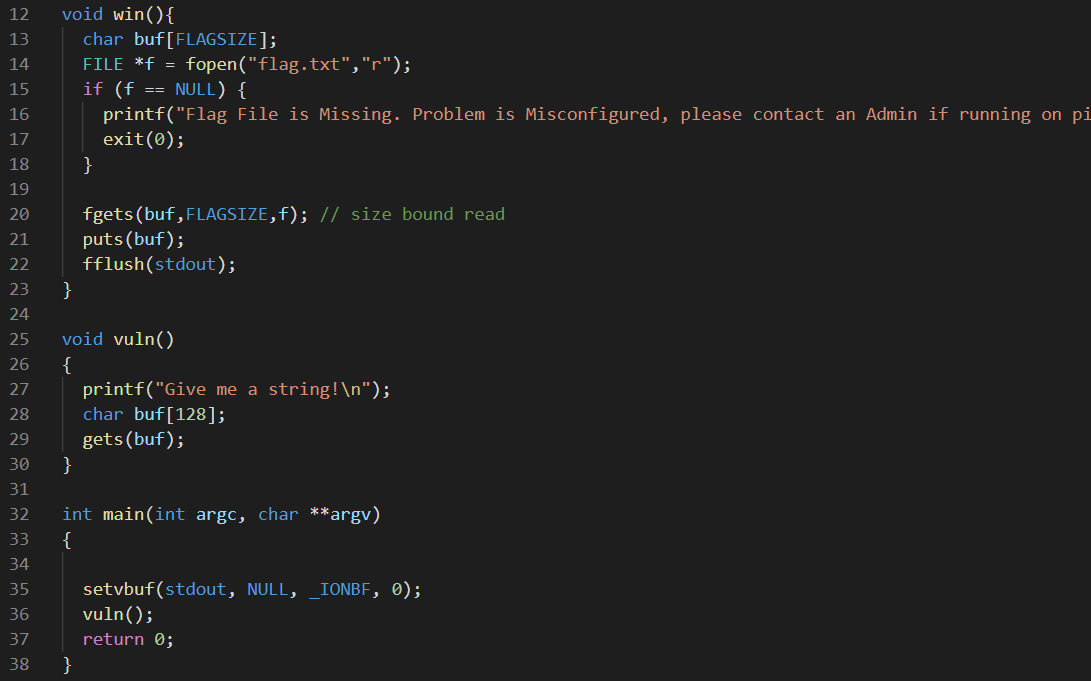 12 void win(){
13   char buf[FLAGSIZE];
14   FILE *f = fopen("flag.txt","r");
15   if (f == NULL) {
16     printf("Flag File is Missing. Problem is Misconfigured, please contact an Admin if running on pi
17     exit(0);
18   }
19
20   fgets(buf,FLAGSIZE,f); // size bound read
21   puts(buf);
22   fflush(stdout);
23 }
24
25 void vuln()
26 {
27   printf("Give me a string!\n");
28   char buf[128];
29   gets(buf);
30 }
31
32 int main(int argc, char **argv)
33 {
34
35   setvbuf(stdout, NULL, _IONBF, 0);
36   vuln();
37   return 0;
38 }